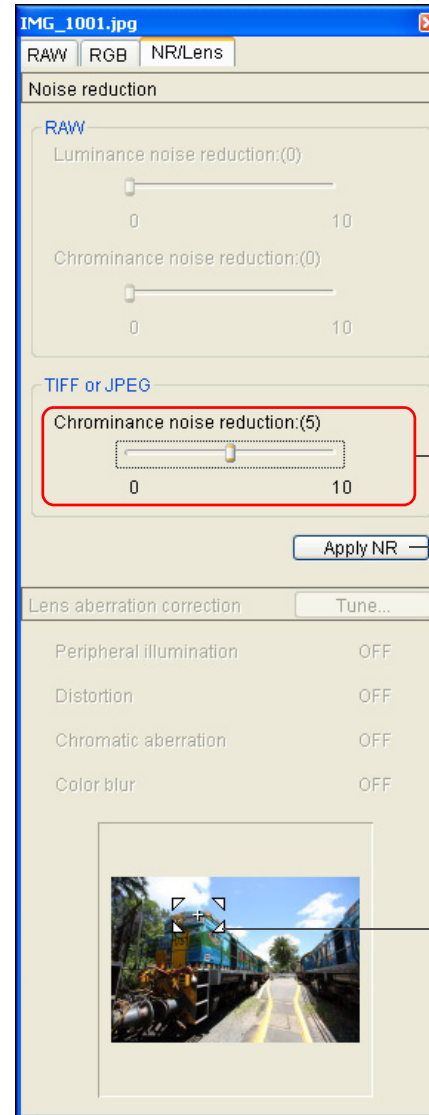 IMG_1001.jpg
RAW RGB NR/Lens
Noise reduction
RAW
Luminance noise reduction:(0)
0 10
Chrominance noise reduction:(0)
0 10
TIFF or JPEG
Chrominance noise reduction:(5)
0 10
Apply NR
Lens aberration correction Tune...
Peripheral illumination OFF
Distortion OFF
Chromatic aberration OFF
Color blur OFF